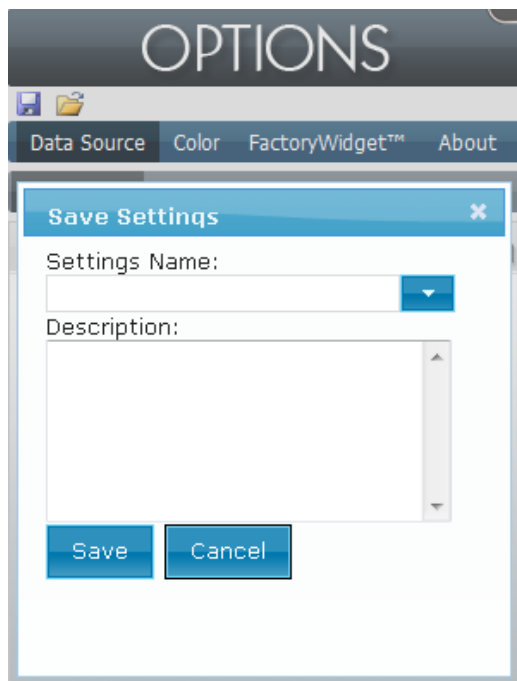 OPTIONS
Data Source Color FactoryWidget™ About
Save Settings
Settings Name:
Description:
Save Cancel